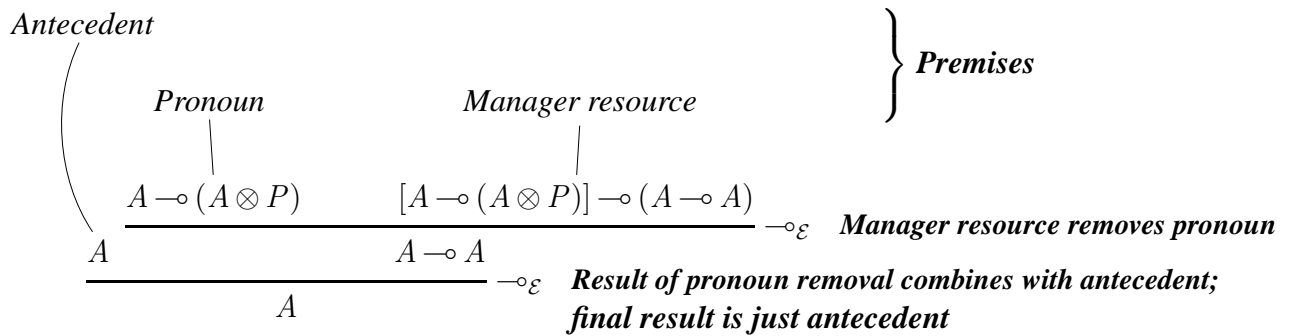 Antecedent
Premises
Pronoun Manager resource
A ⊸ (A ⊗ P) [A ⊸ (A ⊗ P)] ⊸ (A ⊸ A)
⊸ℰ Manager resource removes pronoun
A A ⊸ A
⊸ℰ Result of pronoun removal combines with antecedent;
A final result is just antecedent